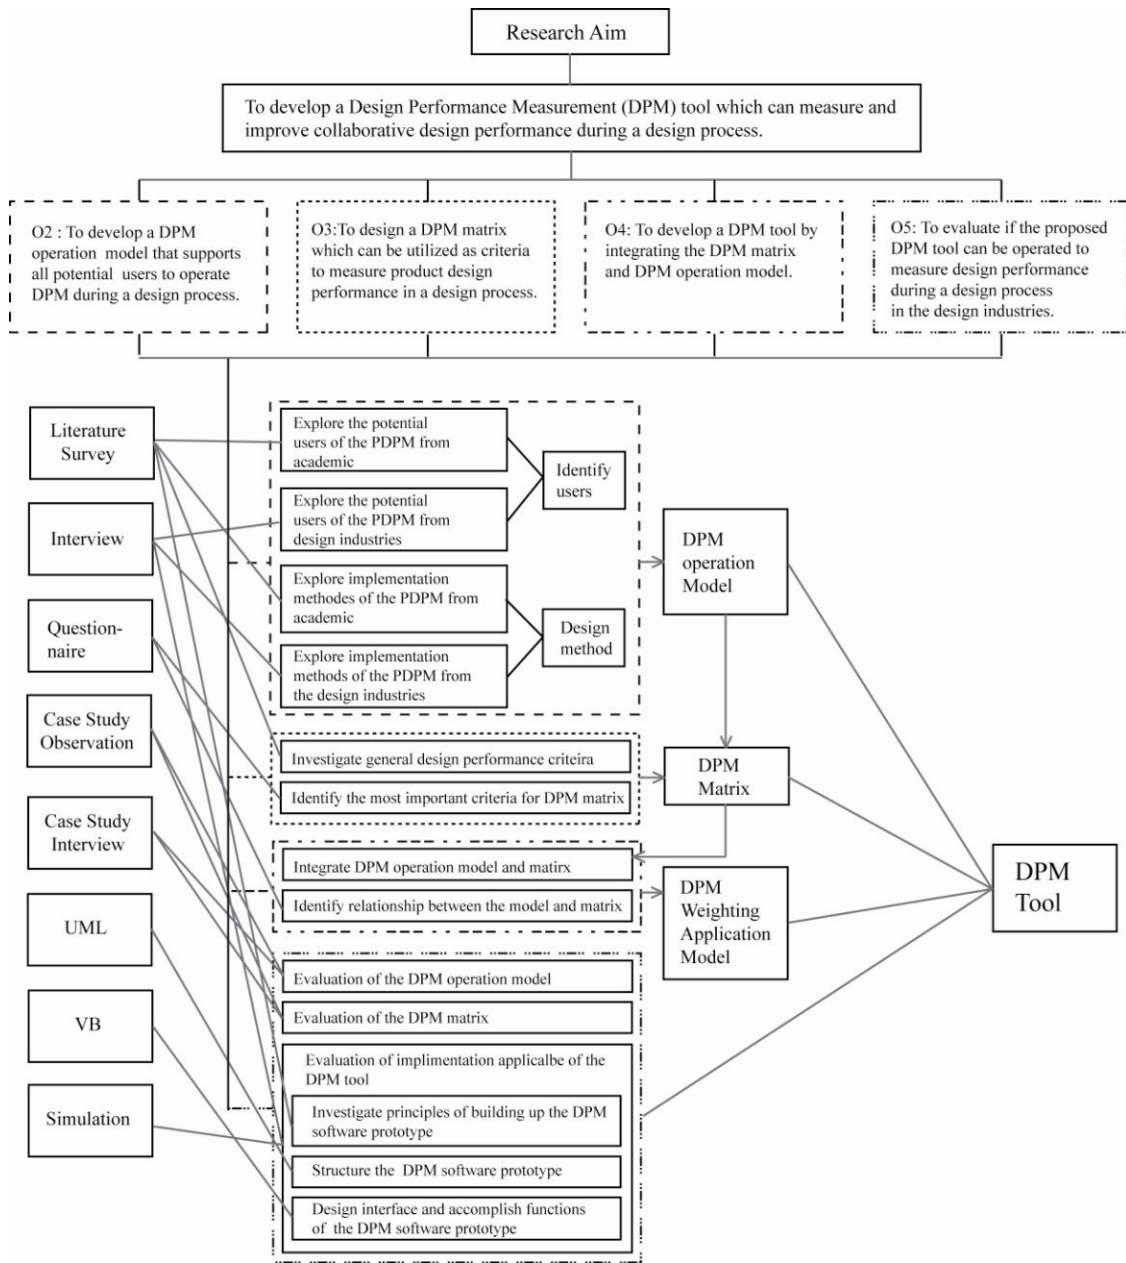 Research Aim
To develop a Design Performance Measurement (DPM) tool which can measure and
improve collaborative design performance during a design process.
O2 : To develop a DPM
operation model that supports
all potential users to operate
DPM during a design process.
O3:To design a DPM matrix
which can be utilized as criteria
to measure product design
performance in a design process.
O4: To develop a DPM tool by
integrating the DPM matrix
and DPM operation model.
O5: To evaluate if the proposed
DPM tool can be operated to
measure design performance
during a design process
in the design industries.
Literature
Survey
Interview
Question-
naire
Case Study
Observation
Case Study
Interview
UML
VB
Simulation
Explore the potential
users of the PDPM from
academic
Explore the potential
users of the PDPM from
design industries
Identify
users
Explore implementation
methodes of the PDPM from
academic
Explore implementation
methods of the PDPM from
the design industries
Design
method
Investigate general design performance criteira
Identify the most important criteria for DPM matrix
Integrate DPM operation model and matirx
Identify relationship between the model and matrix
Evaluation of the DPM operation model
Evaluation of the DPM matrix
Evaluation of implimentation applicalbe of the
DPM tool
Investigate principles of building up the DPM
software prototype
Structure the DPM software prototype
Design interface and accomplish functions
of the DPM software prototype
DPM
operation
Model
DPM
Matrix
DPM
Weighting
Application
Model
DPM
Tool